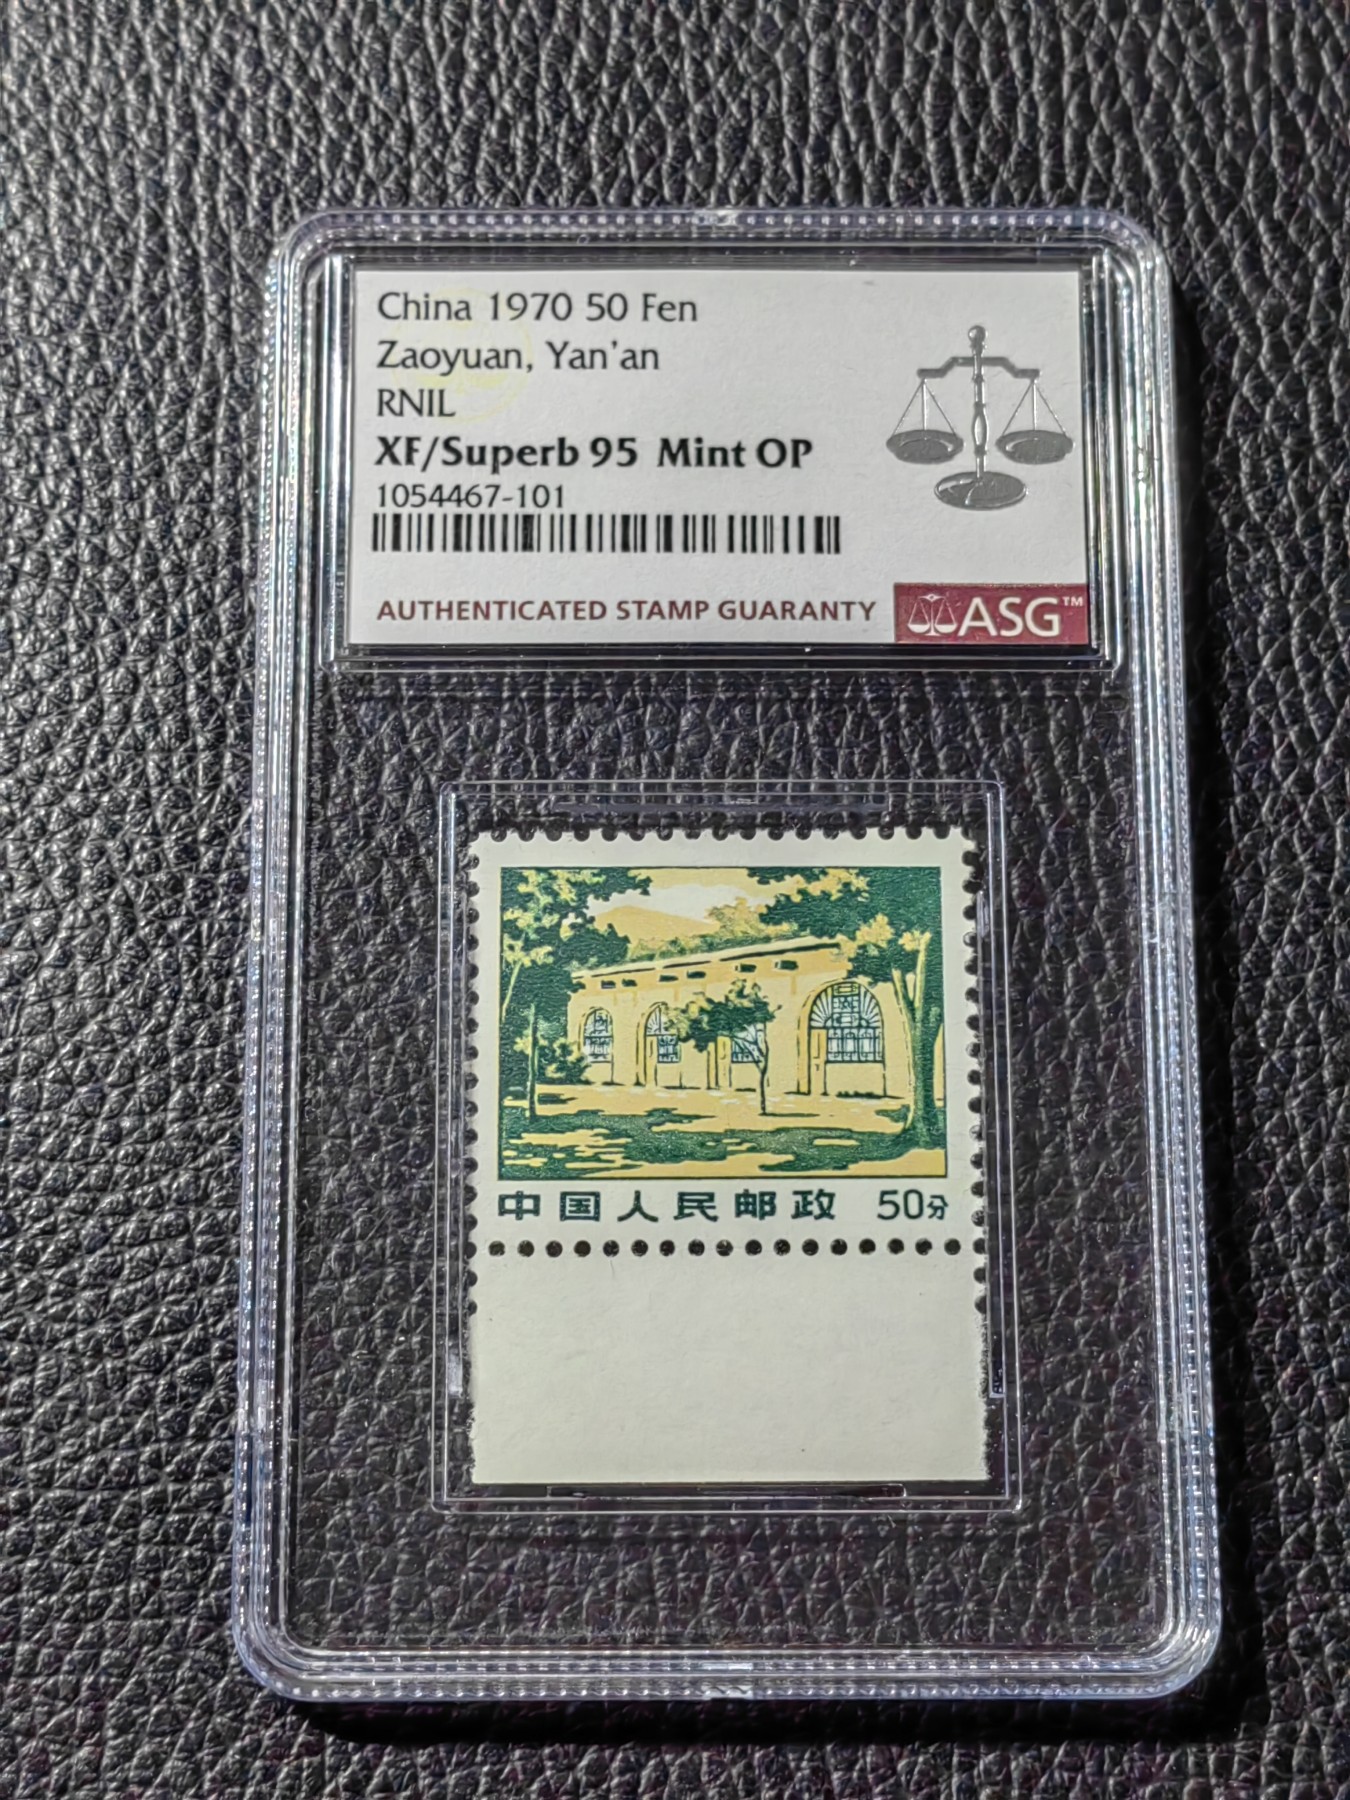 China 1970 50 Fen
Zaoyuan, Yan'an
RNIL
XF/Superb 95 Mint OP
1054467-101
AUTHENTICATED STAMP GUARANTY
ASG™
中国人民邮政 50分